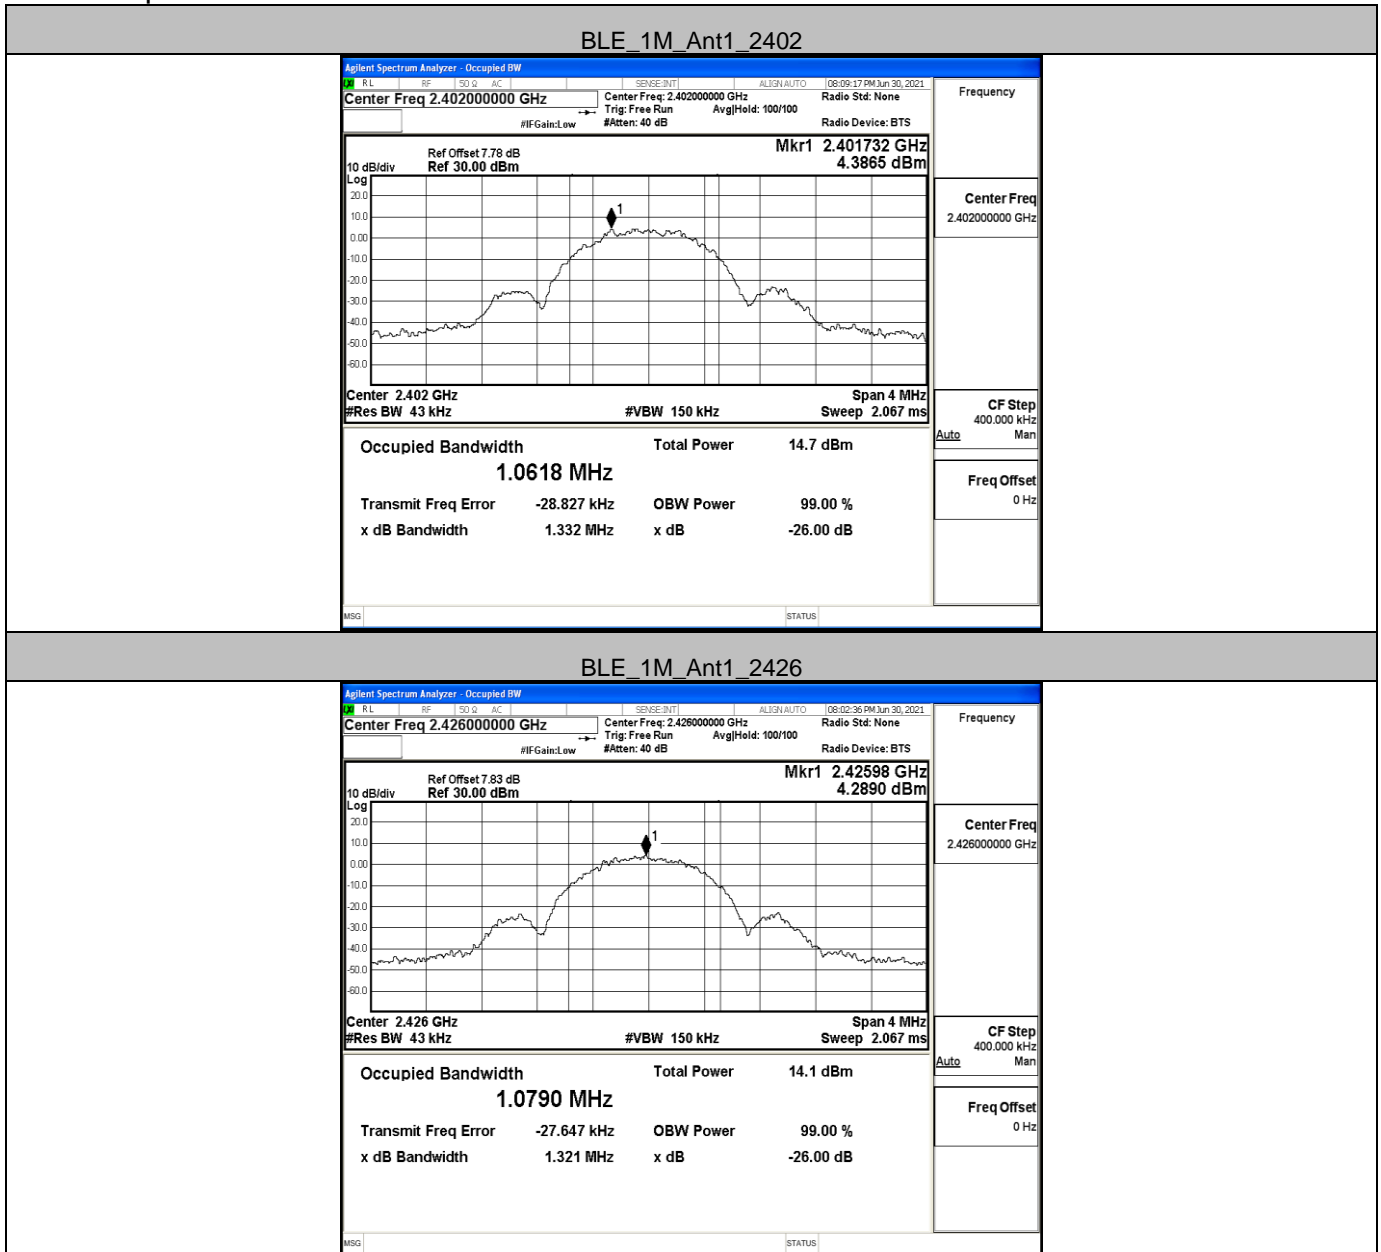 BLE_1M_Ant1_2402
Agilent Spectrum Analyzer - Occupied BW
LXI RL RF 50 Ω AC SENSE:INT ALIGN AUTO 08:09:17 PM Jun 30, 2021
Center Freq 2.402000000 GHz
Center Freq: 2.402000000 GHz Radio Std: None
Trig: Free Run Avg|Hold: 100/100
#IFGain:Low #Atten: 40 dB Radio Device: BTS
Frequency
Mkr1 2.401732 GHz
4.3865 dBm
Ref Offset 7.78 dB
10 dB/div Ref 30.00 dBm
Log
20.0
10.0
0.00
-10.0
-20.0
-30.0
-40.0
-50.0
-60.0
1
Center 2.402 GHz Span 4 MHz
#Res BW 43 kHz #VBW 150 kHz Sweep 2.067 ms
Center Freq
2.402000000 GHz
CF Step
400.000 kHz
Auto Man
Freq Offset
0 Hz
Occupied Bandwidth Total Power 14.7 dBm
1.0618 MHz
Transmit Freq Error -28.827 kHz OBW Power 99.00 %
x dB Bandwidth 1.332 MHz x dB -26.00 dB
MSG STATUS
BLE_1M_Ant1_2426
Agilent Spectrum Analyzer - Occupied BW
LXI RL RF 50 Ω AC SENSE:INT ALIGN AUTO 08:02:36 PM Jun 30, 2021
Center Freq 2.426000000 GHz
Center Freq: 2.426000000 GHz Radio Std: None
Trig: Free Run Avg|Hold: 100/100
#IFGain:Low #Atten: 40 dB Radio Device: BTS
Frequency
Mkr1 2.42598 GHz
4.2890 dBm
Ref Offset 7.83 dB
10 dB/div Ref 30.00 dBm
Log
20.0
10.0
0.00
-10.0
-20.0
-30.0
-40.0
-50.0
-60.0
1
Center 2.426 GHz Span 4 MHz
#Res BW 43 kHz #VBW 150 kHz Sweep 2.067 ms
Center Freq
2.426000000 GHz
CF Step
400.000 kHz
Auto Man
Freq Offset
0 Hz
Occupied Bandwidth Total Power 14.1 dBm
1.0790 MHz
Transmit Freq Error -27.647 kHz OBW Power 99.00 %
x dB Bandwidth 1.321 MHz x dB -26.00 dB
MSG STATUS